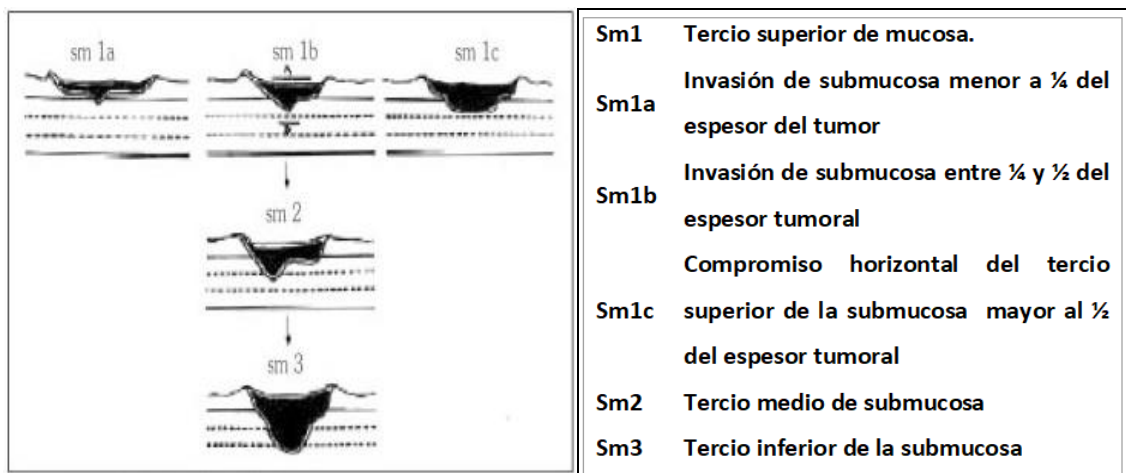 sm 1a
sm 1b
sm 1c
sm 2
sm 3
Sm1 Tercio superior de mucosa.
Invasión de submucosa menor a ¼ del
Sm1a
espesor del tumor
Invasión de submucosa entre ¼ y ½ del
Sm1b
espesor tumoral
Compromiso horizontal del tercio
Sm1c superior de la submucosa mayor al ½
del espesor tumoral
Sm2 Tercio medio de submucosa
Sm3 Tercio inferior de la submucosa